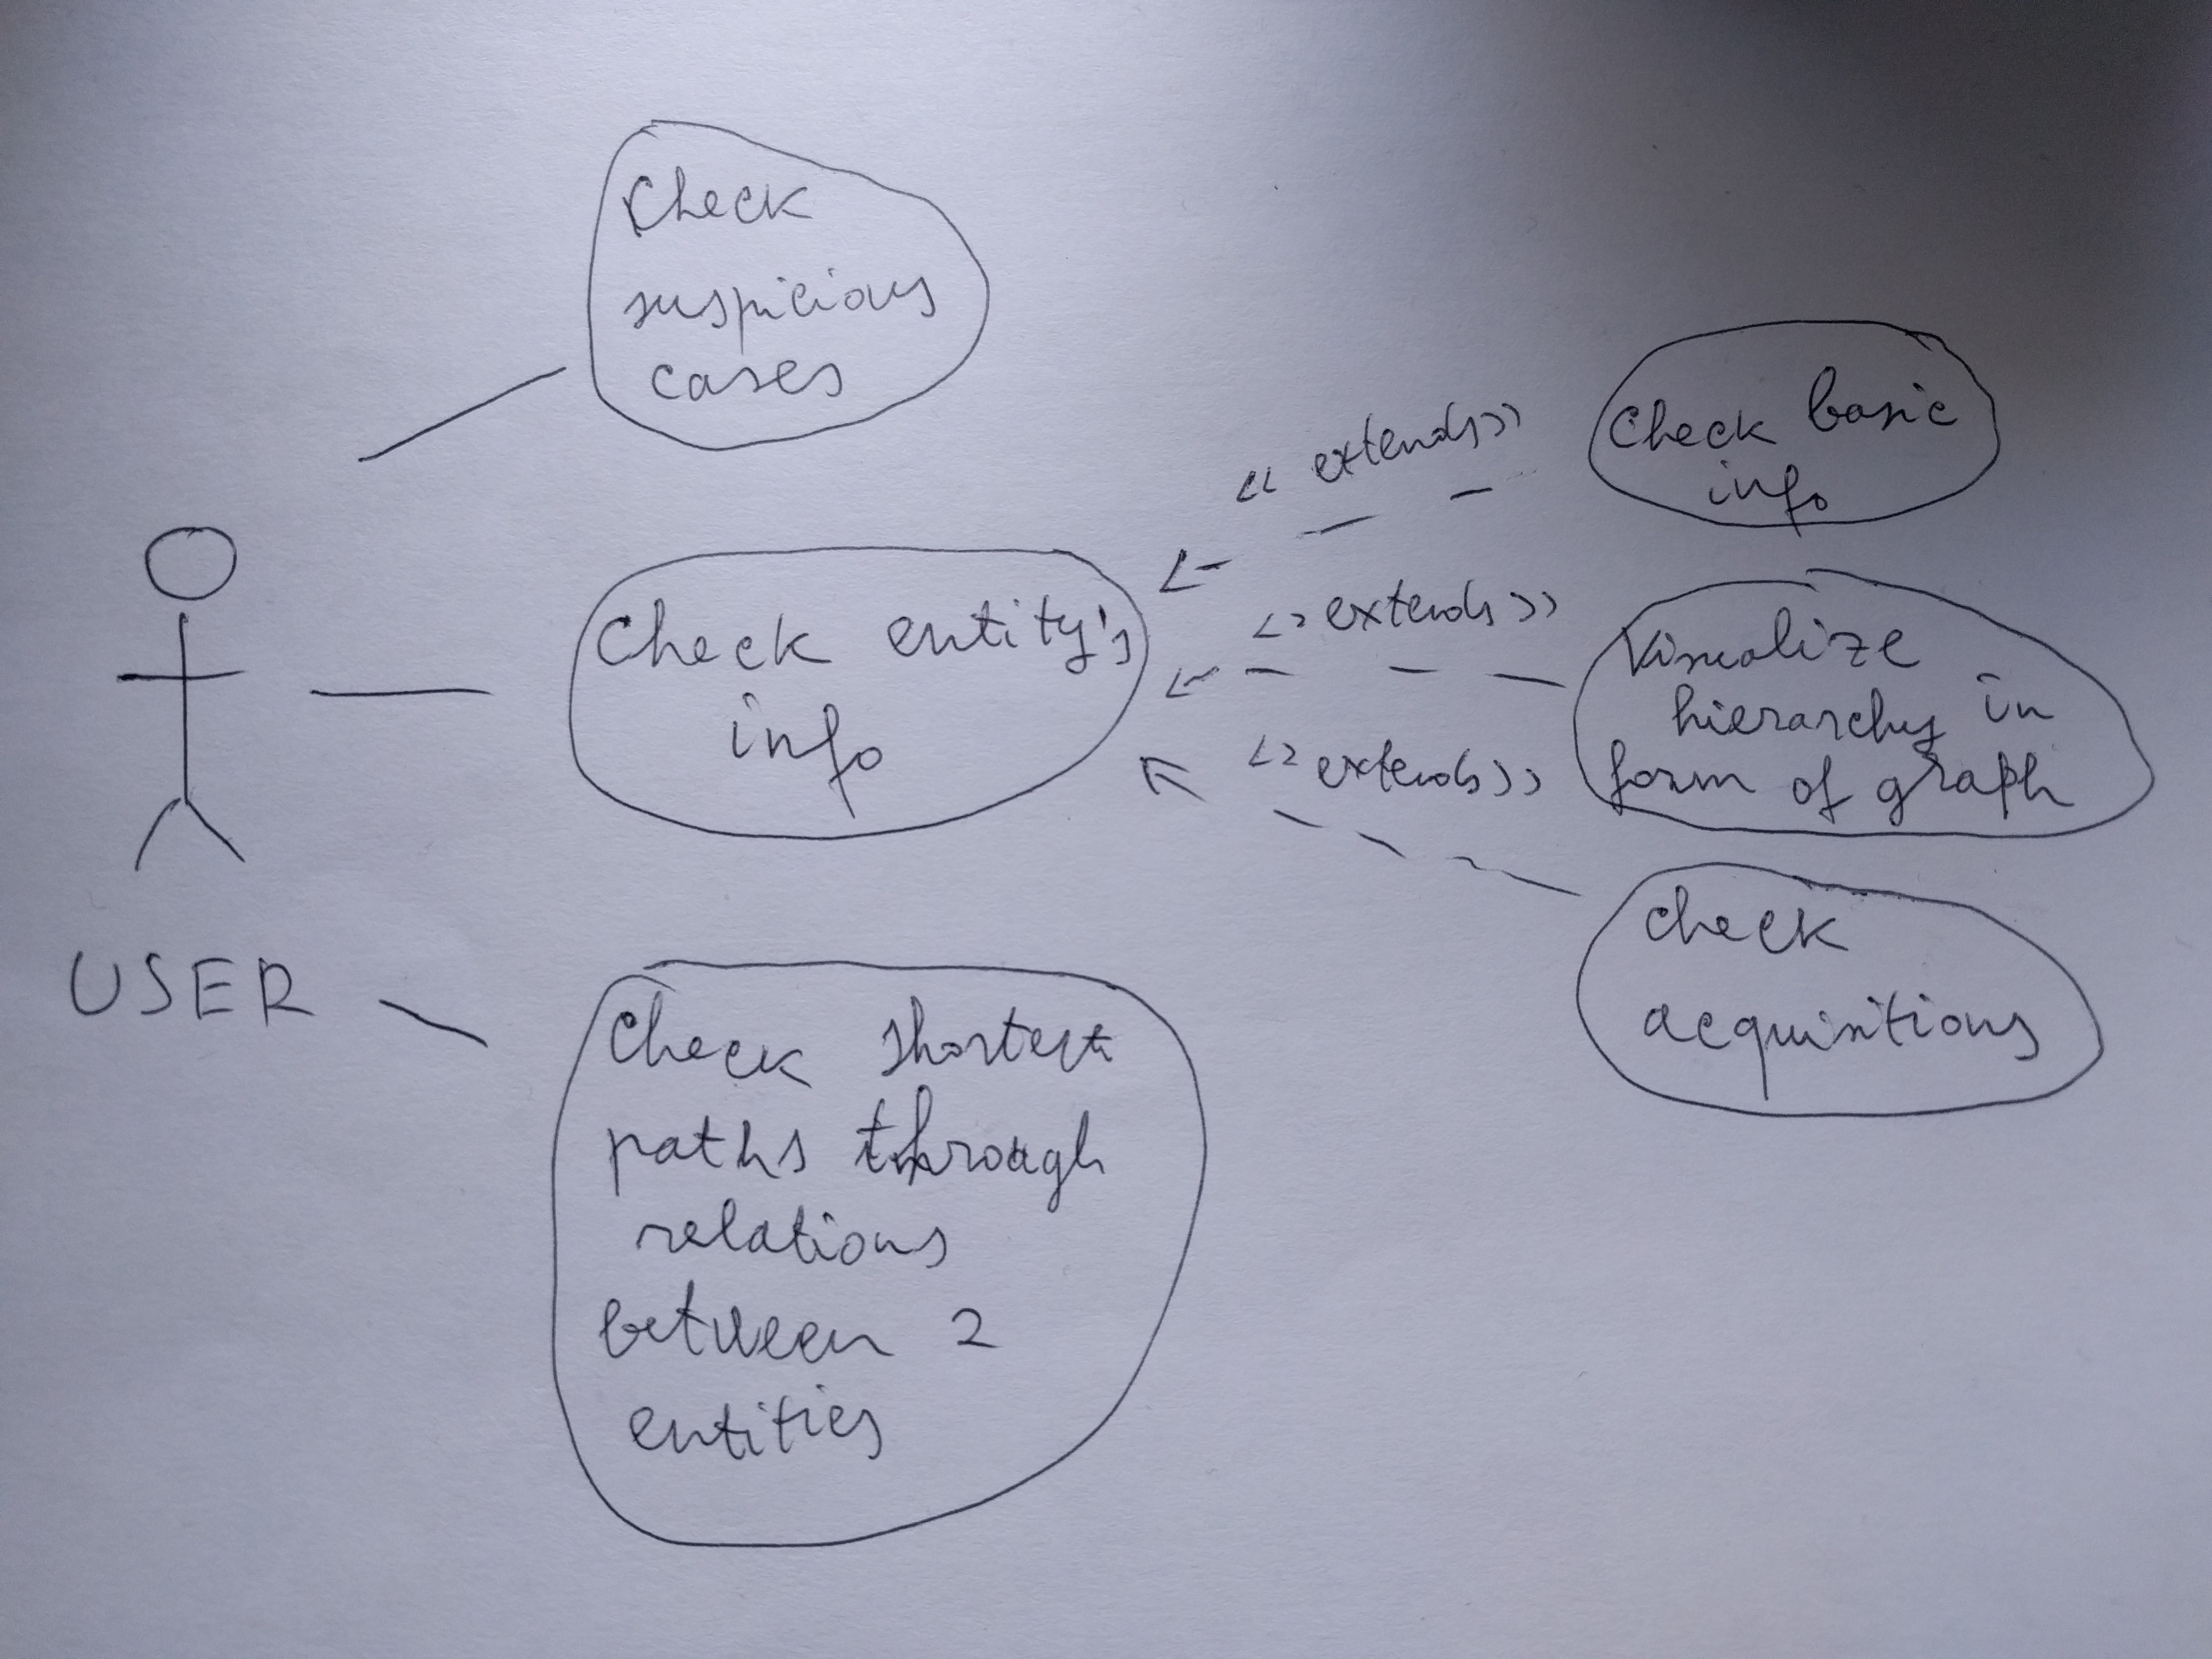 Check
suspicious
cases
<< extends>>
Check basic
info
USER
Check entity's
info
<> extends>>
Visualize
hierarchy in
form of graph
<> extends>>
check
acquisitions
Check shortest
paths through
relations
between 2
entities